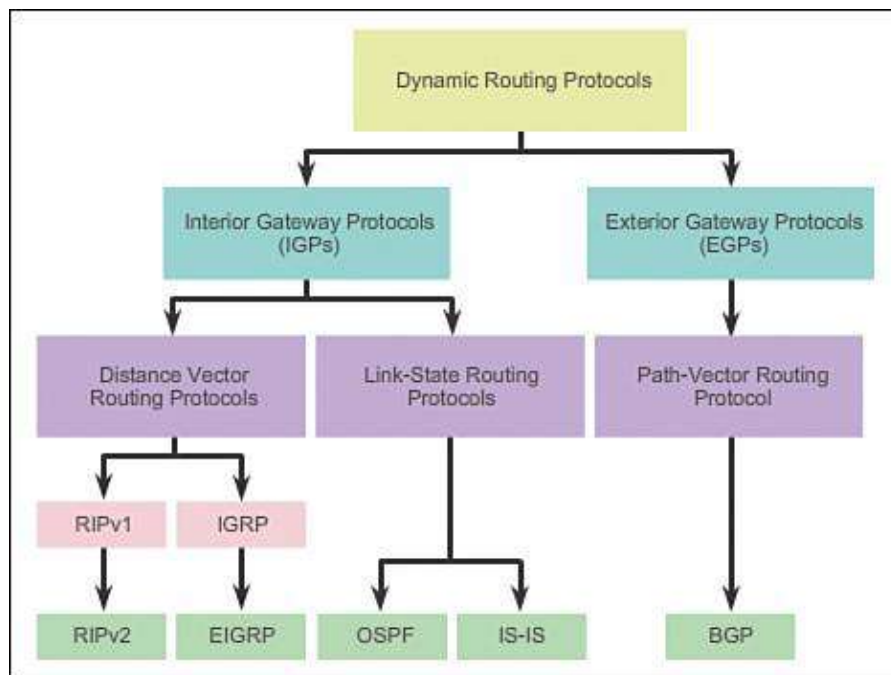 Dynamic Routing Protocols
Interior Gateway Protocols
(IGPs)
Exterior Gateway Protocols
(EGPs)
Distance Vector
Routing Protocols
Link-State Routing
Protocols
Path-Vector Routing
Protocol
RIPv1
IGRP
RIPv2
EIGRP
OSPF
IS-IS
BGP